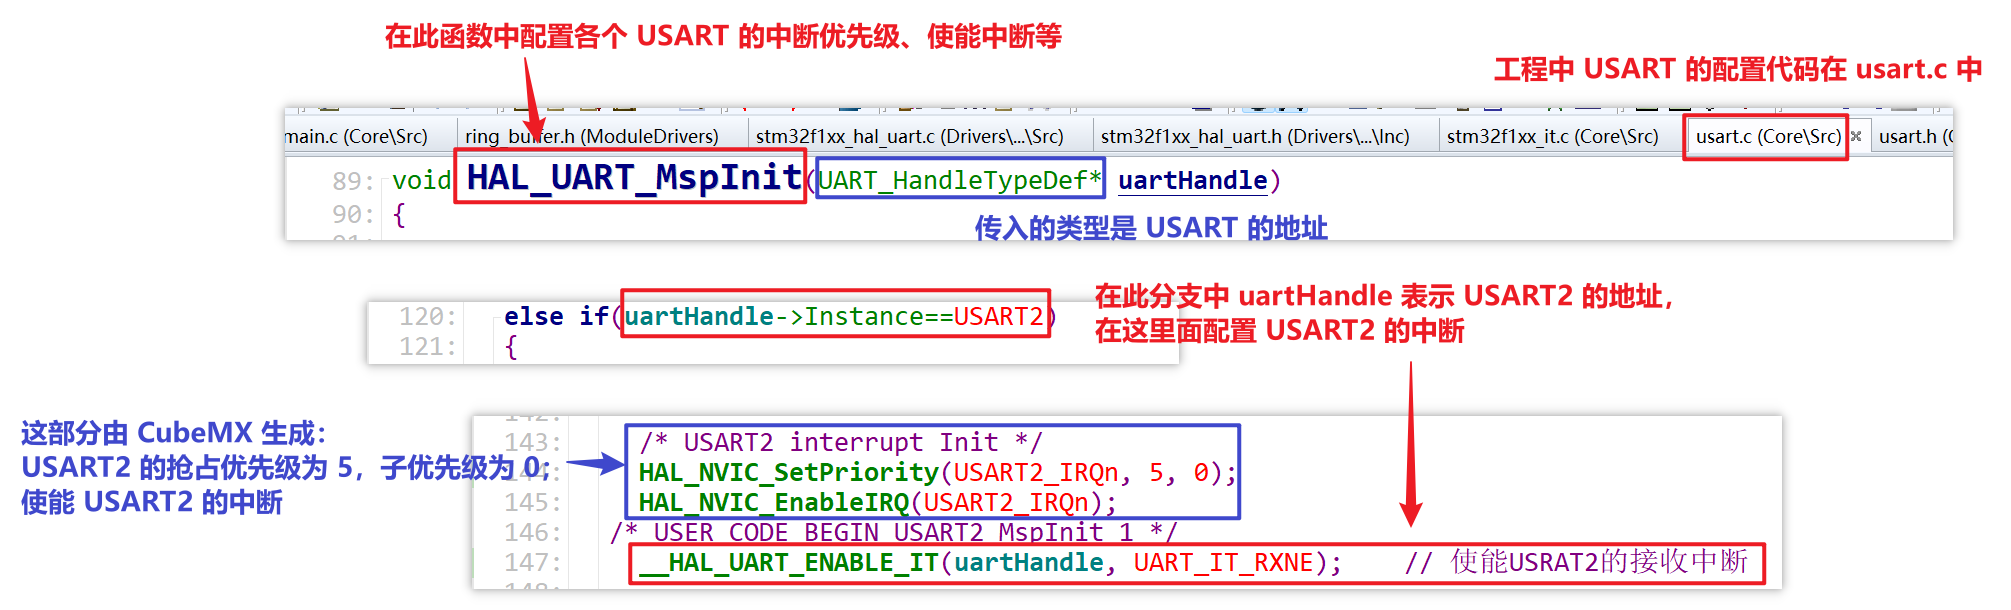 在此函数中配置各个 USART 的中断优先级、使能中断等
工程中 USART 的配置代码在 usart.c 中
main.c (Core\Src) ring_buffer.h (ModuleDrivers) stm32f1xx_hal_uart.c (Drivers\...\Src) stm32f1xx_hal_uart.h (Drivers\...\Inc) stm32f1xx_it.c (Core\Src) usart.c (Core\Src) usart.h (
89: void HAL_UART_MspInit(UART_HandleTypeDef* uartHandle)
90: {
传入的类型是 USART 的地址
120: else if(uartHandle->Instance==USART2)
121: {
在此分支中 uartHandle 表示 USART2 的地址，
在这里面配置 USART2 的中断
这部分由 CubeMX 生成：
USART2 的抢占优先级为 5，子优先级为 0；
使能 USART2 的中断
143: /* USART2 interrupt Init */
144: HAL_NVIC_SetPriority(USART2_IRQn, 5, 0);
145: HAL_NVIC_EnableIRQ(USART2_IRQn);
146: /* USER CODE BEGIN USART2_MspInit 1 */
147: __HAL_UART_ENABLE_IT(uartHandle, UART_IT_RXNE); // 使能USRAT2的接收中断